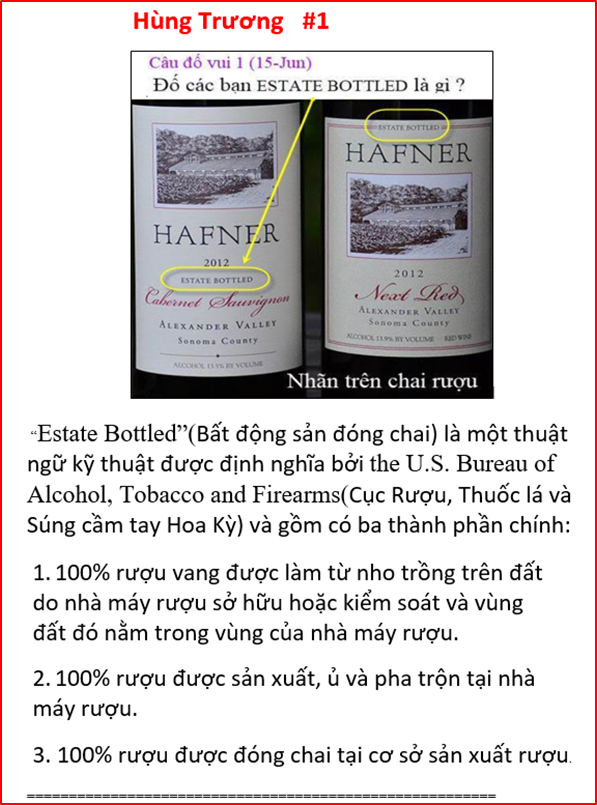 Hùng Trương #1
Câu đố vui 1 (15-Jun)
Đố các bạn ESTATE BOTTLED là gì ?
ESTATE BOTTLED
HAFNER
2012
ESTATE BOTTLED
Cabernet Sauvignon
ALEXANDER VALLEY
Sonoma County
ALCOHOL 13.9% BY VOLUME
HAFNER
2012
Next Red
ALEXANDER VALLEY
Sonoma County
ALCOHOL 13.9% BY VOLUME RED WINE
Nhãn trên chai rượu
“Estate Bottled”(Bất động sản đóng chai) là một thuật
ngữ kỹ thuật được định nghĩa bởi the U.S. Bureau of
Alcohol, Tobacco and Firearms(Cục Rượu, Thuốc lá và
Súng cầm tay Hoa Kỳ) và gồm có ba thành phần chính:
1. 100% rượu vang được làm từ nho trồng trên đất
do nhà máy rượu sở hữu hoặc kiểm soát và vùng
đất đó nằm trong vùng của nhà máy rượu.
2. 100% rượu được sản xuất, ủ và pha trộn tại nhà
máy rượu.
3. 100% rượu được đóng chai tại cơ sở sản xuất rượu.